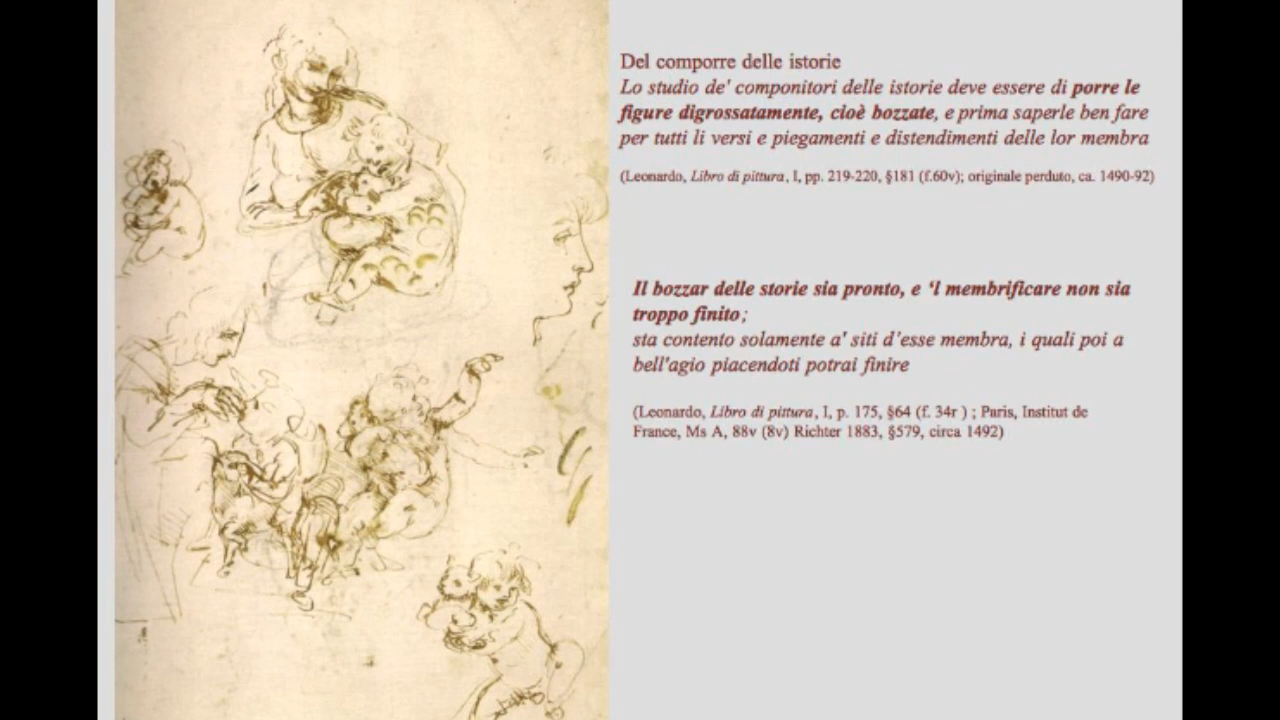 Del comporre delle istorie
Lo studio de' componitori delle istorie deve essere di porre le
figure digrossatamente, cioè bozzate, e prima saperle ben fare
per tutti li versi e piegamenti e distendimenti delle lor membra
(Leonardo, Libro di pittura, I, pp. 219-220, §181 (f.60v); originale perduto, ca. 1490-92)
Il bozzar delle storie sia pronto, e ‘l membrificare non sia
troppo finito;
sta contento solamente a' siti d’esse membra, i quali poi a
bell'agio piacendoti potrai finire
(Leonardo, Libro di pittura, I, p. 175, §64 (f. 34r ) ; Paris, Institut de
France, Ms A, 88v (8v) Richter 1883, §579, circa 1492)